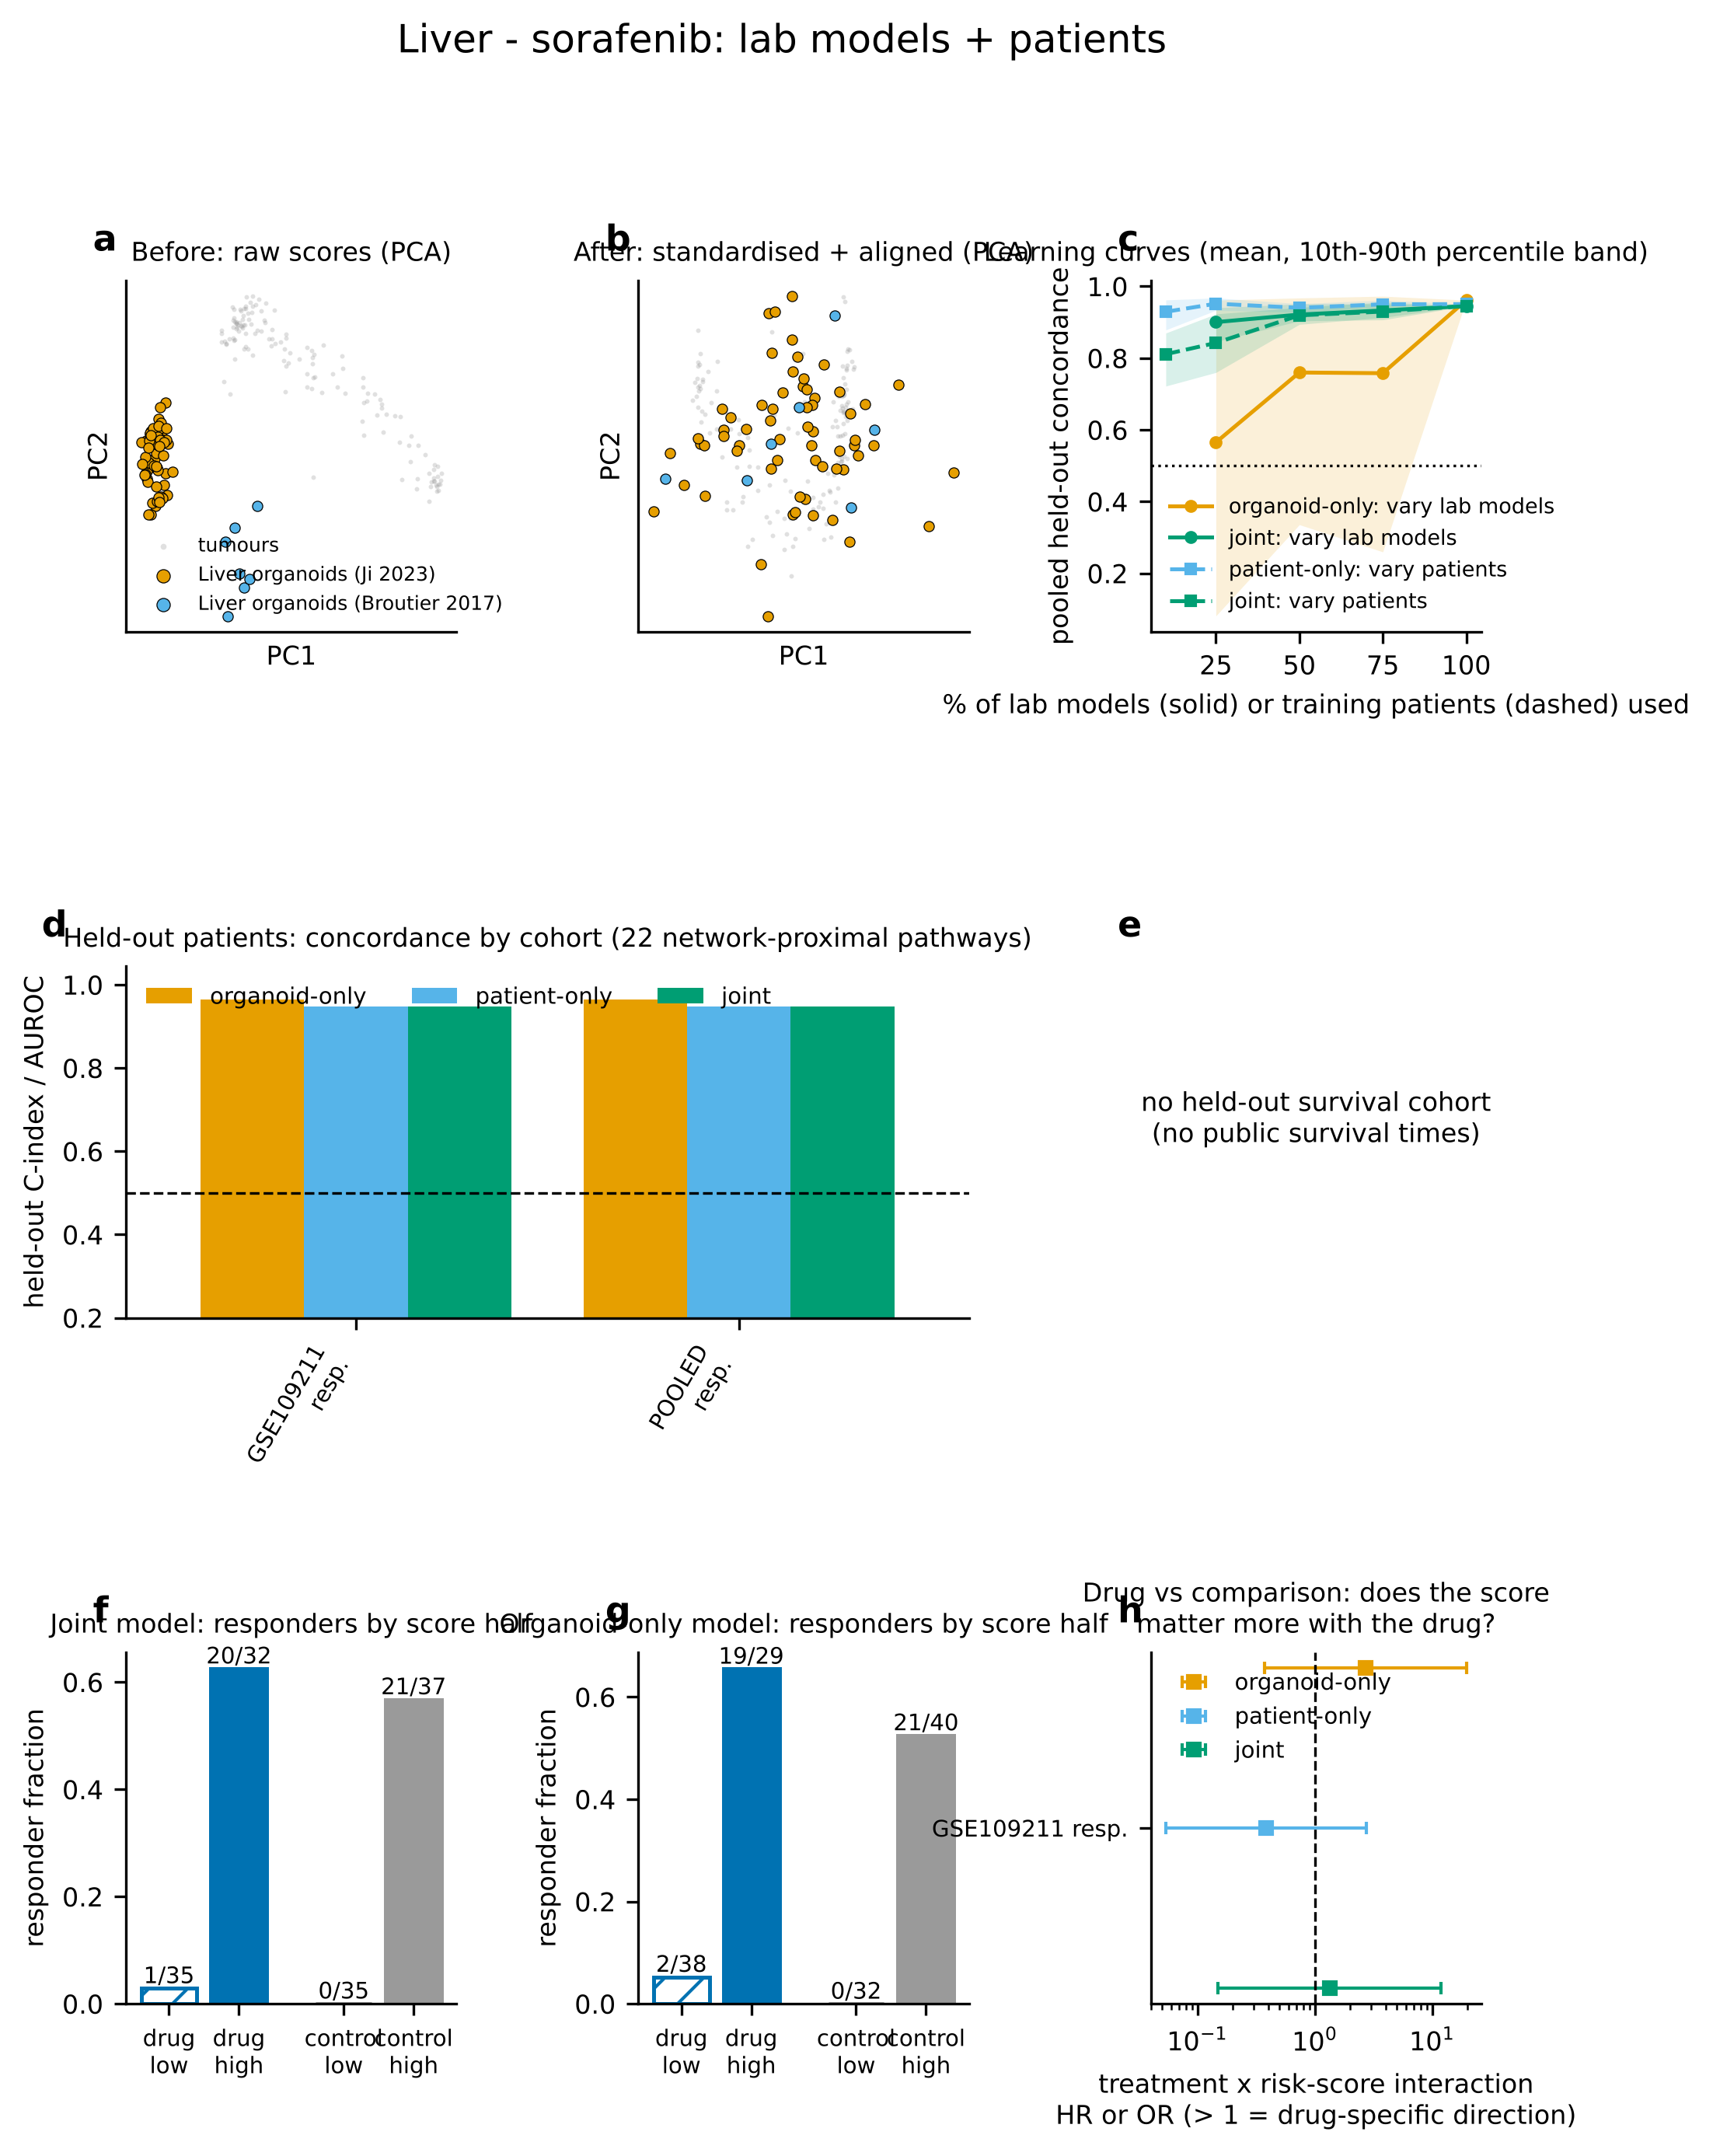 Liver - sorafenib: lab models + patients
a
Before: raw scores (PCA)
PC2
tumours
Liver organoids (Ji 2023)
Liver organoids (Broutier 2017)
PC1
b
After: standardised + aligned (PCA)
PC2
PC1
c
Learning curves (mean, 10th-90th percentile band)
pooled held-out concordance
1.0
0.8
0.6
0.4
0.2
organoid-only: vary lab models
joint: vary lab models
patient-only: vary patients
joint: vary patients
25
50
75
100
% of lab models (solid) or training patients (dashed) used
d
Held-out patients: concordance by cohort (22 network-proximal pathways)
held-out C-index / AUROC
1.0
0.8
0.6
0.4
0.2
organoid-only
patient-only
joint
GSE109211
resp.
POOLED
resp.
e
no held-out survival cohort
(no public survival times)
f
Joint model: responders by score half
responder fraction
0.6
0.4
0.2
0.0
1/35
20/32
0/35
21/37
drug
low
drug
high
control
low
control
high
g
Organoid-only model: responders by score half
responder fraction
0.6
0.4
0.2
0.0
2/38
19/29
0/32
21/40
drug
low
drug
high
control
low
control
high
h
Drug vs comparison: does the score
matter more with the drug?
organoid-only
patient-only
joint
GSE109211 resp.
10⁻¹
10⁰
10¹
treatment x risk-score interaction
HR or OR (> 1 = drug-specific direction)